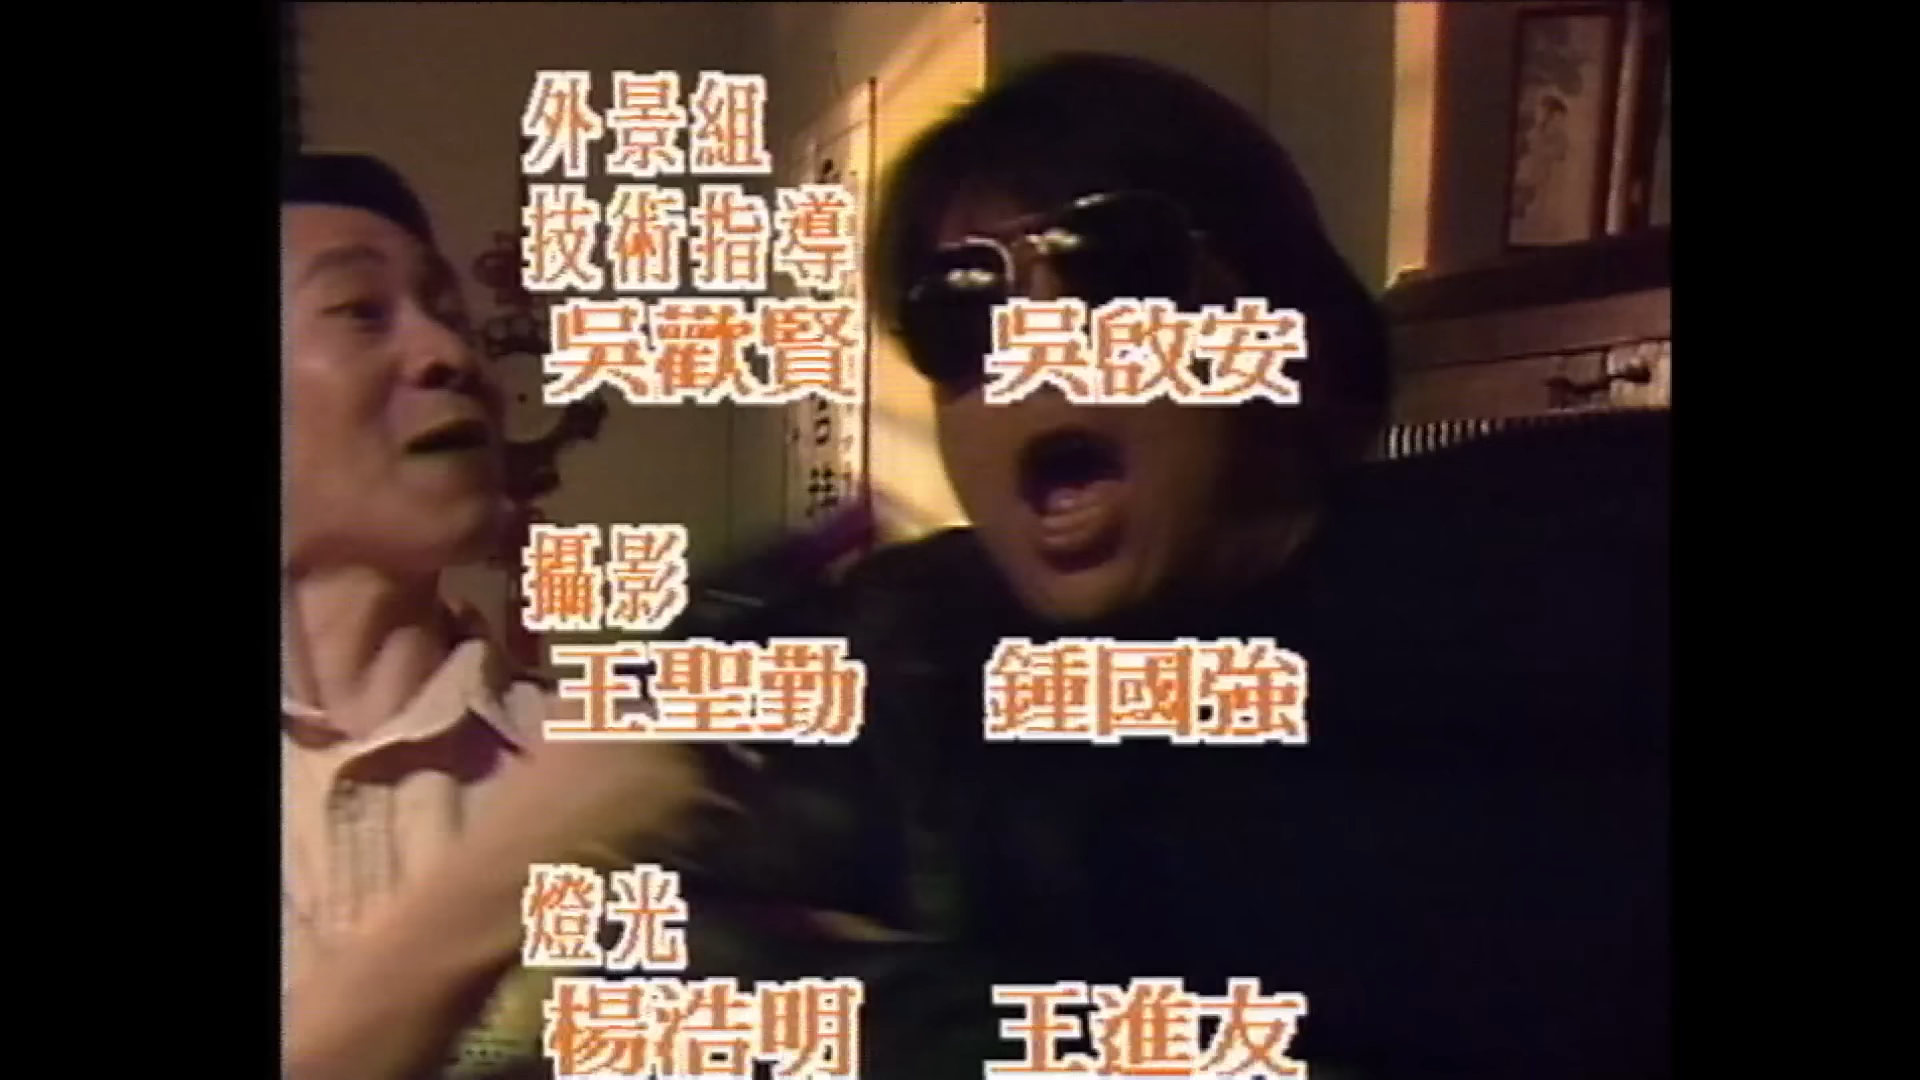 外景組
技術指導
吳歡賢 吳啟安
攝影
王聖勤 鍾國強
燈光
楊浩明 王進友